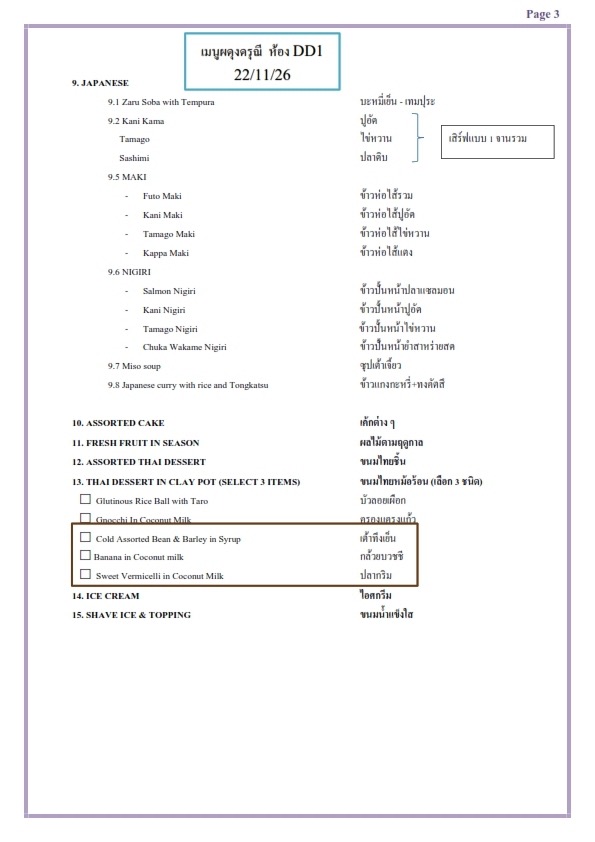 Page 3
เมนูผดุงดรุณี ห้อง DD1
22/11/26
9. JAPANESE
9.1 Zaru Soba with Tempura บะหมี่เย็น - เทมปุระ
9.2 Kani Kama ปูอัด
Tamago ไข่หวาน เสิร์ฟแบบ 1 จานรวม
Sashimi ปลาดิบ
9.5 MAKI
- Futo Maki ข้าวห่อไส้รวม
- Kani Maki ข้าวห่อไส้ปูอัด
- Tamago Maki ข้าวห่อไส้ไข่หวาน
- Kappa Maki ข้าวห่อไส้แตง
9.6 NIGIRI
- Salmon Nigiri ข้าวปั้นหน้าปลาแซลมอน
- Kani Nigiri ข้าวปั้นหน้าปูอัด
- Tamago Nigiri ข้าวปั้นหน้าไข่หวาน
- Chuka Wakame Nigiri ข้าวปั้นหน้ายำสาหร่ายสด
9.7 Miso soup ซุปเต้าเจี้ยว
9.8 Japanese curry with rice and Tongkatsu ข้าวแกงกะหรี่+ทงคัตสึ
10. ASSORTED CAKE เค้กต่าง ๆ
11. FRESH FRUIT IN SEASON ผลไม้ตามฤดูกาล
12. ASSORTED THAI DESSERT ขนมไทยชิ้น
13. THAI DESSERT IN CLAY POT (SELECT 3 ITEMS) ขนมไทยหม้อร้อน (เลือก 3 ชนิด)
Glutinous Rice Ball with Taro บัวลอยเผือก
Gnocchi In Coconut Milk ครองแครงแก้ว
Cold Assorted Bean & Barley in Syrup เต้าทึงเย็น
Banana in Coconut milk กล้วยบวชชี
Sweet Vermicelli in Coconut Milk ปลากริม
14. ICE CREAM ไอศกรีม
15. SHAVE ICE & TOPPING ขนมน้ำแข็งใส